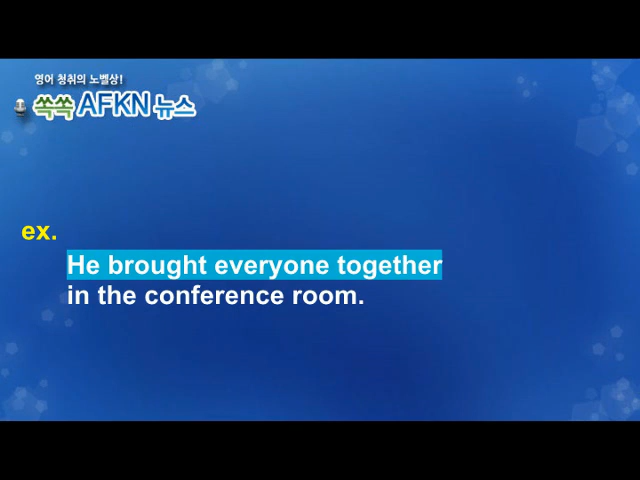 영어 청취의 노벨상!
쏙쏙 AFKN 뉴스
ex.
He brought everyone together
in the conference room.